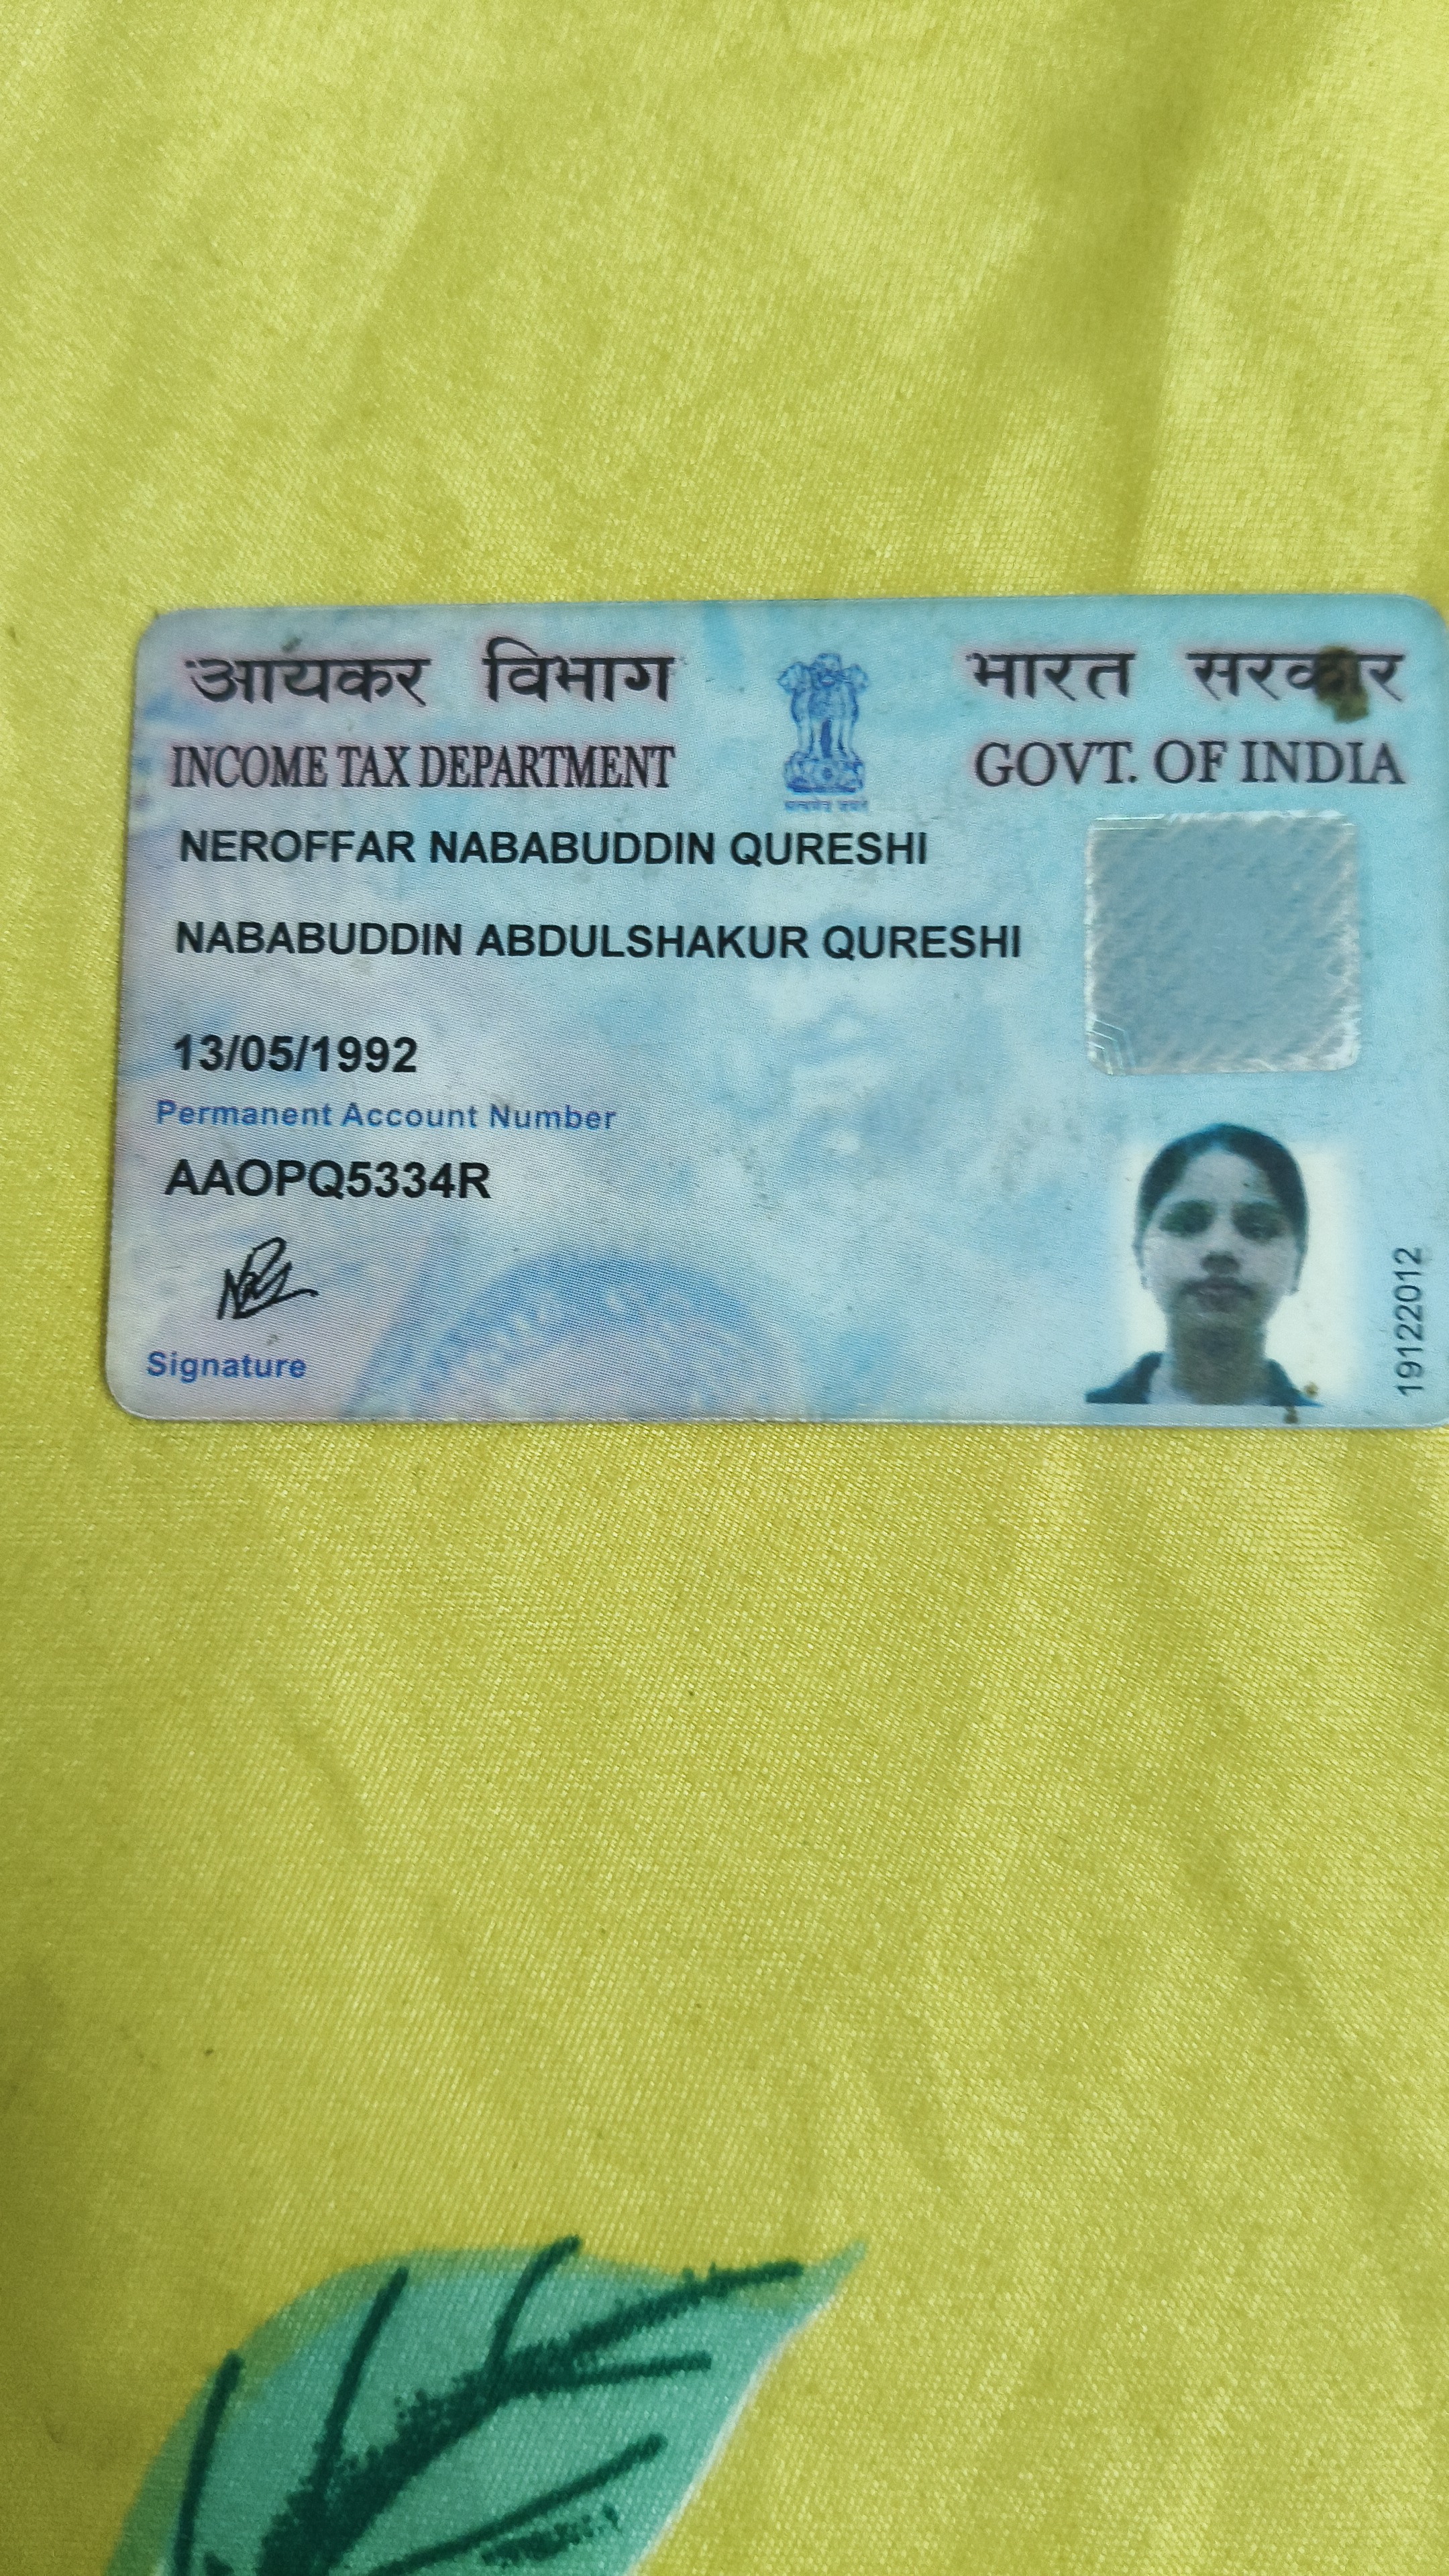 आयकर विभाग
INCOME TAX DEPARTMENT
भारत सरकार
GOVT. OF INDIA
सत्यमेव जयते
NEROFFAR NABABUDDIN QURESHI
NABABUDDIN ABDULSHAKUR QURESHI
13/05/1992
Permanent Account Number
AAOPQ5334R
Signature
19122012